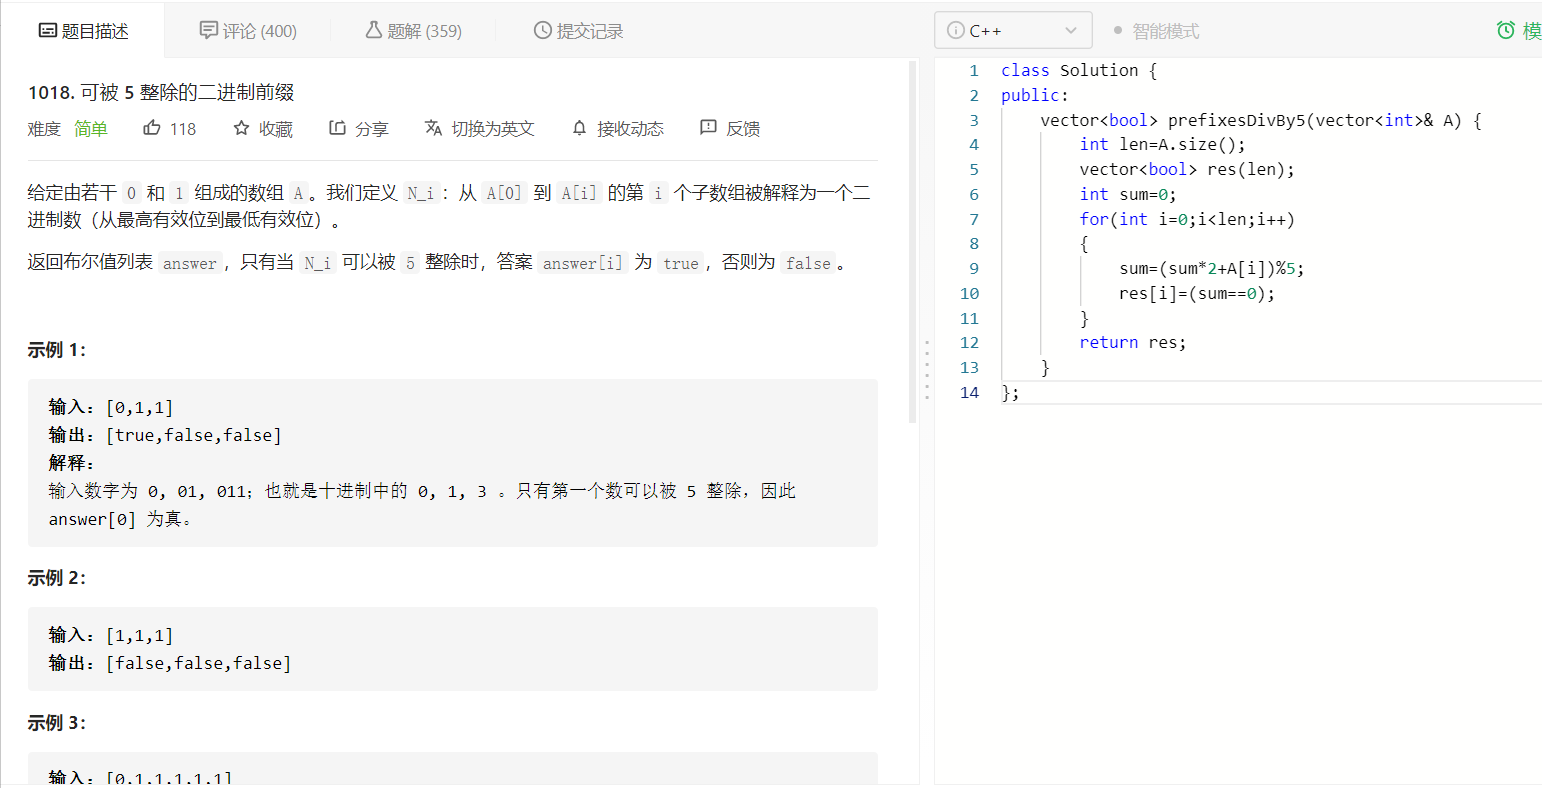 题目描述
评论 (400)
题解 (359)
提交记录
1018. 可被 5 整除的二进制前缀
难度 简单 118 收藏 分享 切换为英文 接收动态 反馈
给定由若干 0 和 1 组成的数组 A。我们定义 N_i：从 A[0] 到 A[i] 的第 i 个子数组被解释为一个二
进制数（从最高有效位到最低有效位）。
返回布尔值列表 answer，只有当 N_i 可以被 5 整除时，答案 answer[i] 为 true，否则为 false。
示例 1：
输入：[0,1,1]
输出：[true,false,false]
解释：
输入数字为 0, 01, 011；也就是十进制中的 0, 1, 3 。只有第一个数可以被 5 整除，因此
answer[0] 为真。
示例 2：
输入：[1,1,1]
输出：[false,false,false]
示例 3：
输入：[0,1,1,1,1,1]
C++
智能模式
模
1 class Solution {
2 public:
3 vector<bool> prefixesDivBy5(vector<int>& A) {
4 int len=A.size();
5 vector<bool> res(len);
6 int sum=0;
7 for(int i=0;i<len;i++)
8 {
9 sum=(sum*2+A[i])%5;
10 res[i]=(sum==0);
11 }
12 return res;
13 }
14 };